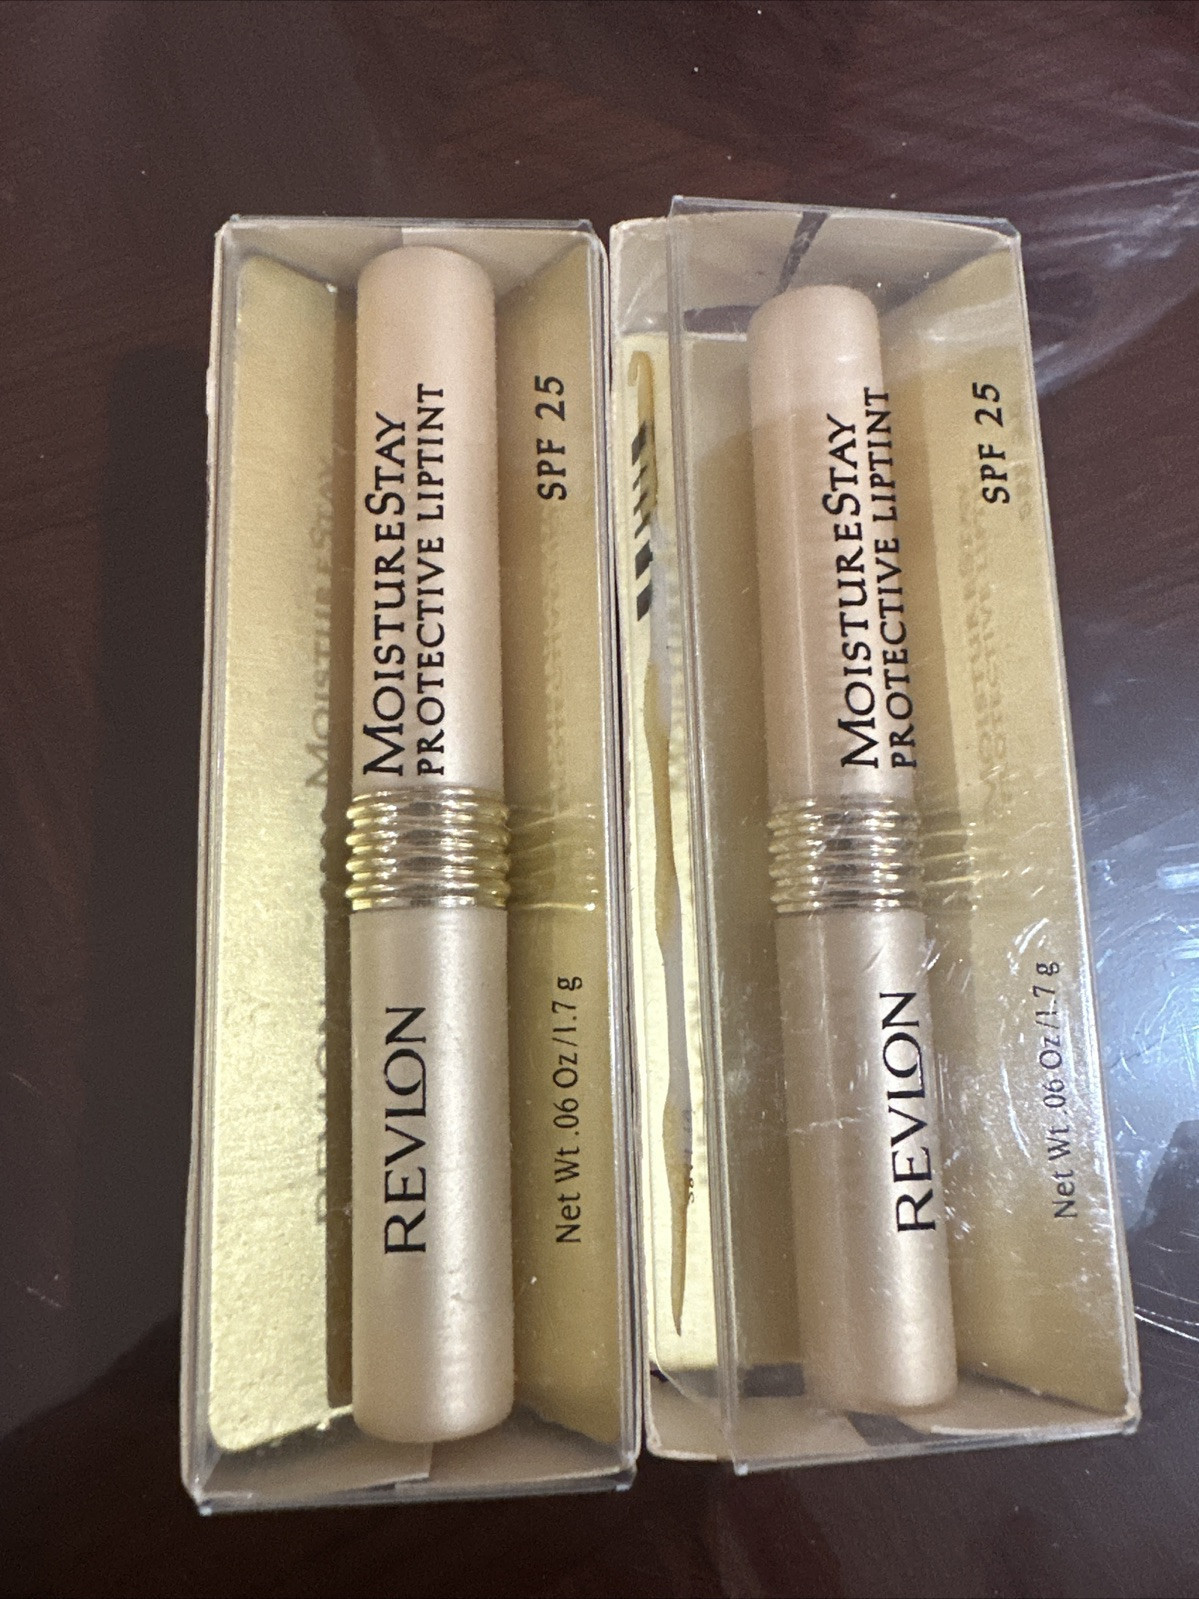 MOISTURESTAY
PROTECTIVE LIPTINT
REVLON
SPF 25
Net Wt .06 Oz/1.7 g
MOISTURESTAY
PROTECTIVE LIPTINT
REVLON
SPF 25
Net Wt .06 Oz/1.7 g